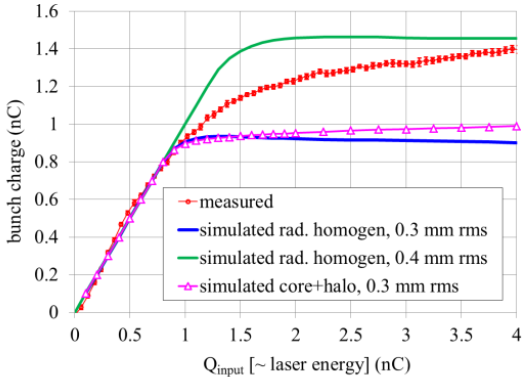 1.6
1.4
1.2
1
0.8
0.6
0.4
0.2
0
bunch charge (nC)
measured
simulated rad. homogen, 0.3 mm rms
simulated rad. homogen, 0.4 mm rms
simulated core+halo, 0.3 mm rms
0 0.5 1 1.5 2 2.5 3 3.5 4
Qinput [~ laser energy] (nC)